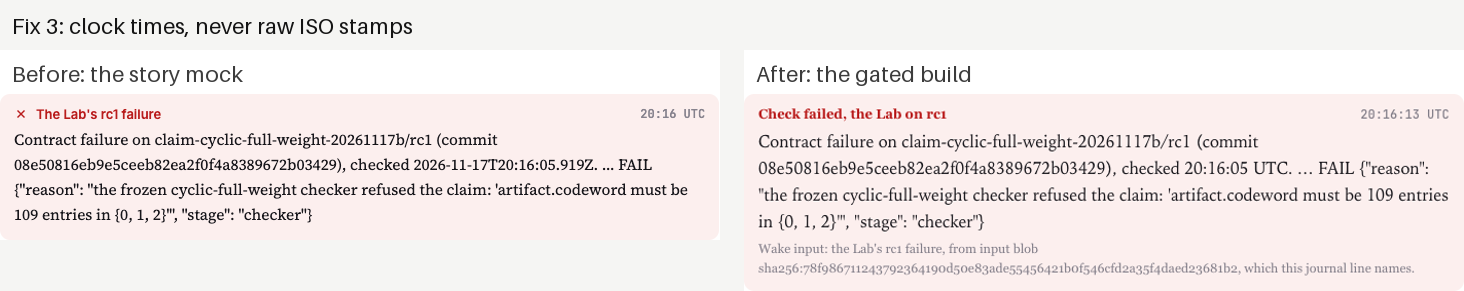 Fix 3: clock times, never raw ISO stamps
Before: the story mock
× The Lab's rc1 failure 20:16 UTC
Contract failure on claim-cyclic-full-weight-20261117b/rc1 (commit
08e50816eb9e5ceeb82ea2f0f4a8389672b03429), checked 2026-11-17T20:16:05.919Z. ... FAIL
{"reason": "the frozen cyclic-full-weight checker refused the claim: 'artifact.codeword must be
109 entries in {0, 1, 2}'", "stage": "checker"}
After: the gated build
Check failed, the Lab on rc1 20:16:13 UTC
Contract failure on claim-cyclic-full-weight-20261117b/rc1 (commit
08e50816eb9e5ceeb82ea2f0f4a8389672b03429), checked 20:16:05 UTC. … FAIL {"reason":
"the frozen cyclic-full-weight checker refused the claim: 'artifact.codeword must be 109 entries
in {0, 1, 2}'", "stage": "checker"}
Wake input: the Lab's rc1 failure, from input blob
sha256:78f98671124379236419​0d50e83ade55456421b0f546cfd2a35f4daed23681b2, which this journal line names.